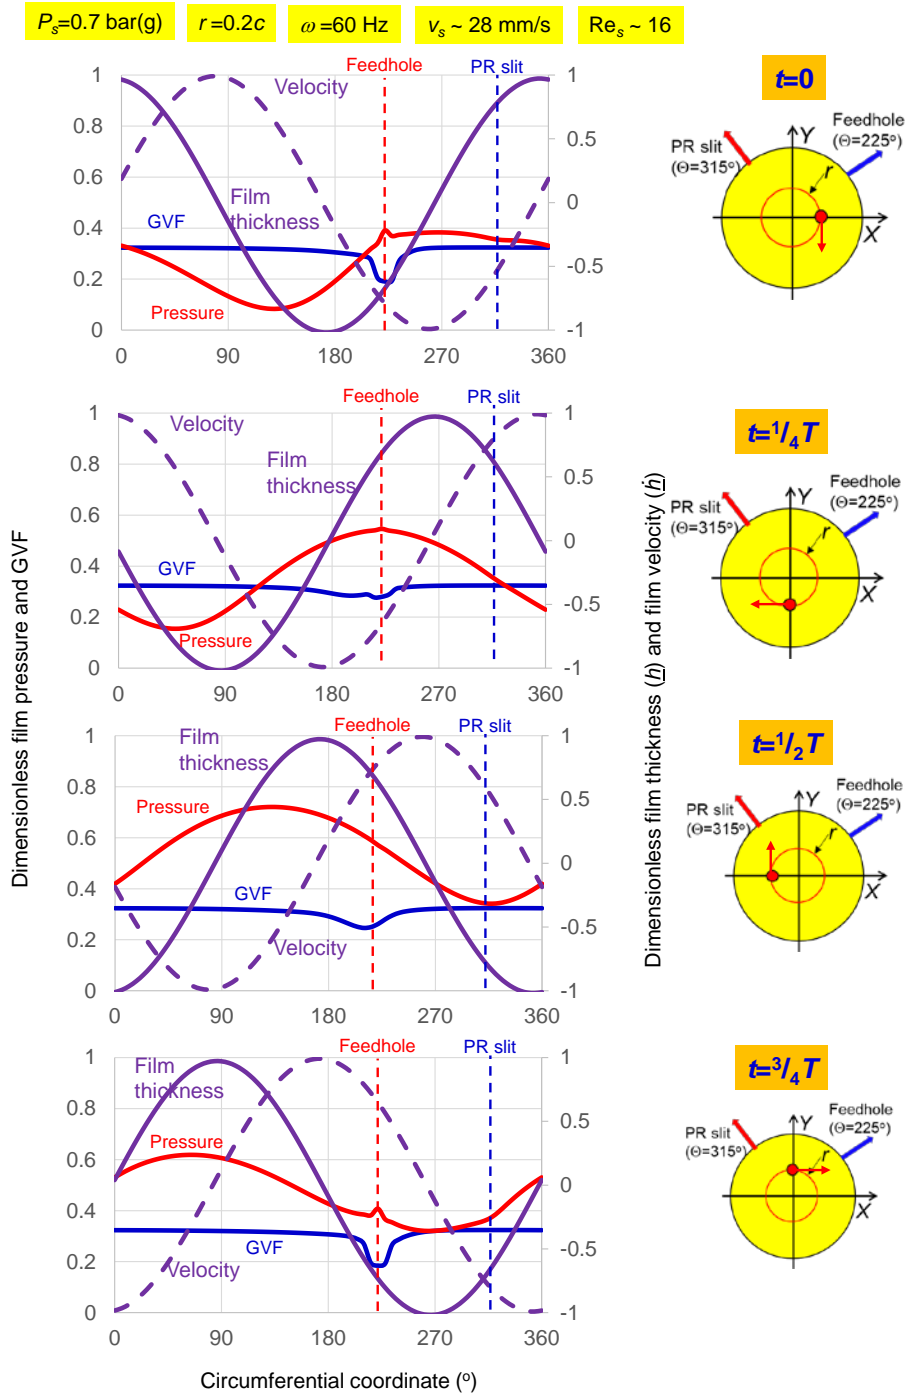 Pₛ=0.7 bar(g)
r=0.2c
ω=60 Hz
vₛ ~ 28 mm/s
Reₛ ~ 16
Dimensionless film pressure and GVF
Dimensionless film thickness (h) and film velocity (ḣ)
Feedhole
PR slit
Velocity
Film
thickness
GVF
Pressure
1
0.8
0.6
0.4
0.2
0
1
0.5
0
-0.5
-1
0 90 180 270 360
t=0
PR slit
(Θ=315º)
Feedhole
(Θ=225º)
Y
r
X
Feedhole
PR slit
Velocity
Film
thickness
GVF
Pressure
1
0.8
0.6
0.4
0.2
0
1
0.5
0
-0.5
-1
0 90 180 270 360
t=¹/₄T
PR slit
(Θ=315º)
Feedhole
(Θ=225º)
Y
r
X
Feedhole
PR slit
Film
thickness
Pressure
GVF
Velocity
1
0.8
0.6
0.4
0.2
0
1
0.5
0
-0.5
-1
0 90 180 270 360
t=¹/₂T
PR slit
(Θ=315º)
Feedhole
(Θ=225º)
Y
r
X
Feedhole
PR slit
Film
thickness
Pressure
GVF
Velocity
1
0.8
0.6
0.4
0.2
0
1
0.5
0
-0.5
-1
0 90 180 270 360
t=³/₄T
PR slit
(Θ=315º)
Feedhole
(Θ=225º)
Y
r
X
Circumferential coordinate (º)